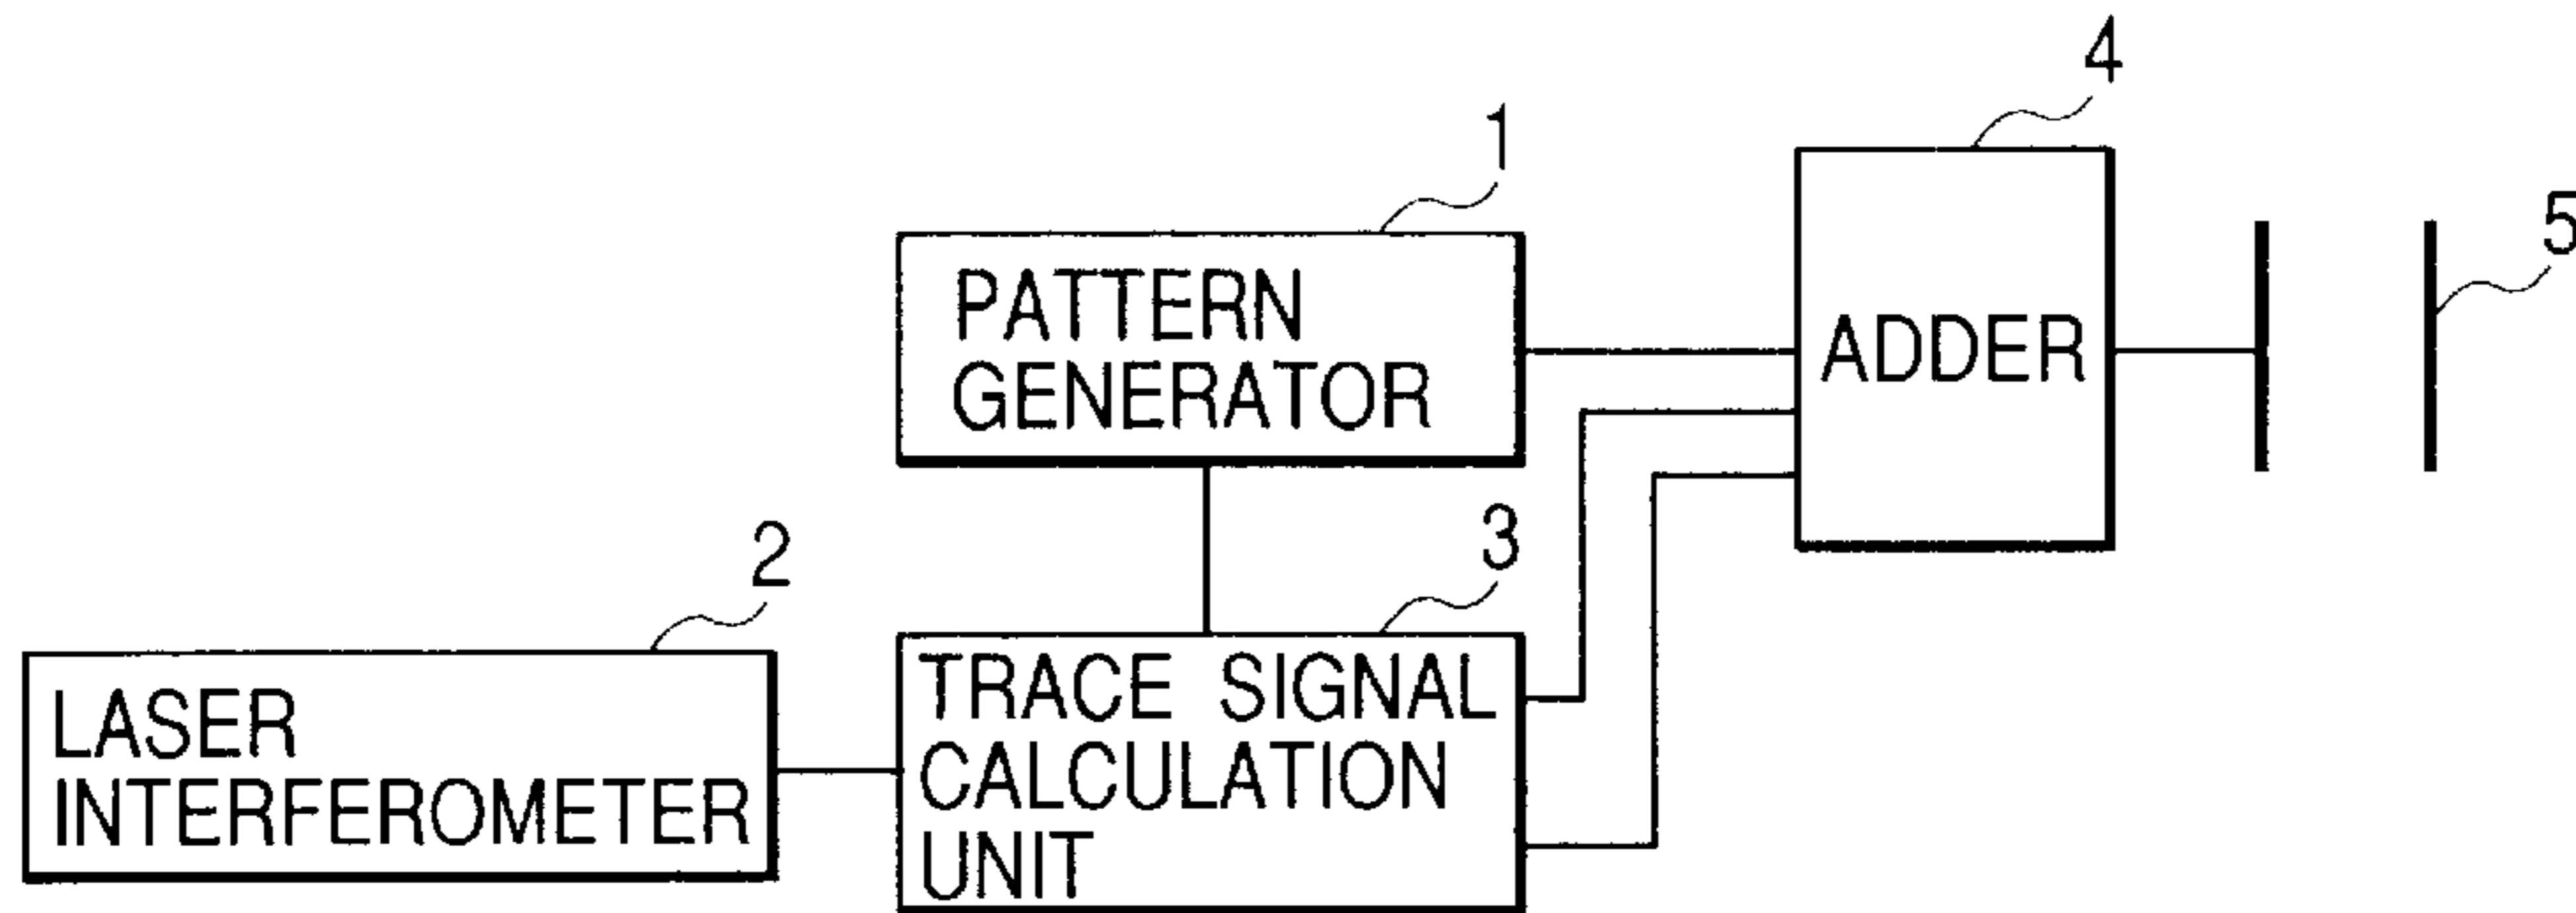 4
1
5
PATTERN
GENERATOR
ADDER
2
3
LASER
INTERFEROMETER
TRACE SIGNAL
CALCULATION
UNIT